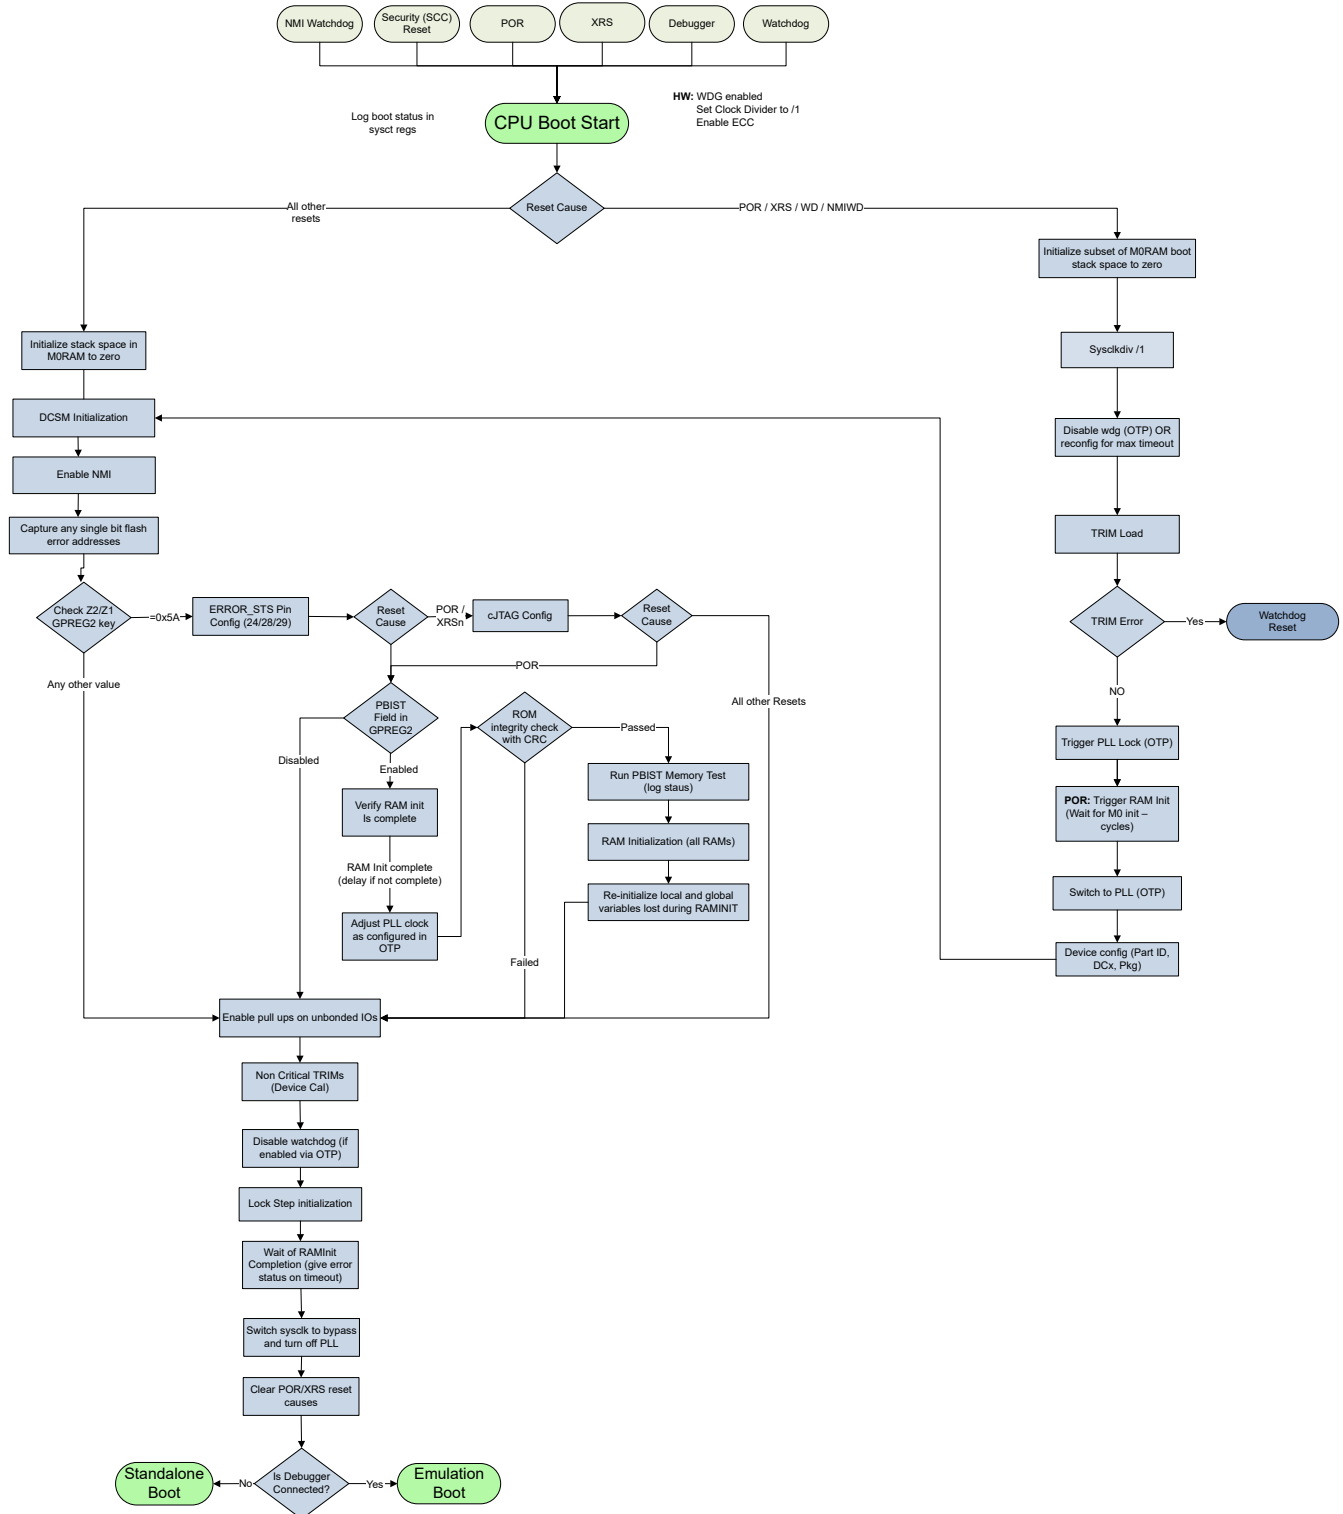 NMI Watchdog
Security (SCC)
Reset
POR
XRS
Debugger
Watchdog
HW: WDG enabled
Set Clock Divider to /1
Enable ECC
Log boot status in
sysct regs
CPU Boot Start
Reset Cause
All other
resets
POR / XRS / WD / NMIWD
Initialize subset of M0RAM boot
stack space to zero
Initialize stack space in
M0RAM to zero
Sysclkdiv /1
DCSM Initialization
Disable wdg (OTP) OR
reconfig for max timeout
Enable NMI
Capture any single bit flash
error addresses
TRIM Load
Check Z2/Z1
GPREG2 key
=0x5A
ERROR_STS Pin
Config (24/28/29)
Reset
Cause
POR /
XRSn
cJTAG Config
Reset
Cause
TRIM Error
Yes
Watchdog
Reset
POR
Any other value
All other Resets
NO
PBIST
Field in
GPREG2
ROM
integrity check
with CRC
Passed
Trigger PLL Lock (OTP)
Disabled
Enabled
Run PBIST Memory Test
(log staus)
Verify RAM init
Is complete
POR: Trigger RAM Init
(Wait for M0 init –
cycles)
RAM Initialization (all RAMs)
RAM Init complete
(delay if not complete)
Re-initialize local and global
variables lost during RAMINIT
Switch to PLL (OTP)
Adjust PLL clock
as configured in
OTP
Failed
Device config (Part ID,
DCx, Pkg)
Enable pull ups on unbonded IOs
Non Critical TRIMs
(Device Cal)
Disable watchdog (if
enabled via OTP)
Lock Step initialization
Wait of RAMInit
Completion (give error
status on timeout)
Switch sysclk to bypass
and turn off PLL
Clear POR/XRS reset
causes
Is Debugger
Connected?
No
Standalone
Boot
Yes
Emulation
Boot